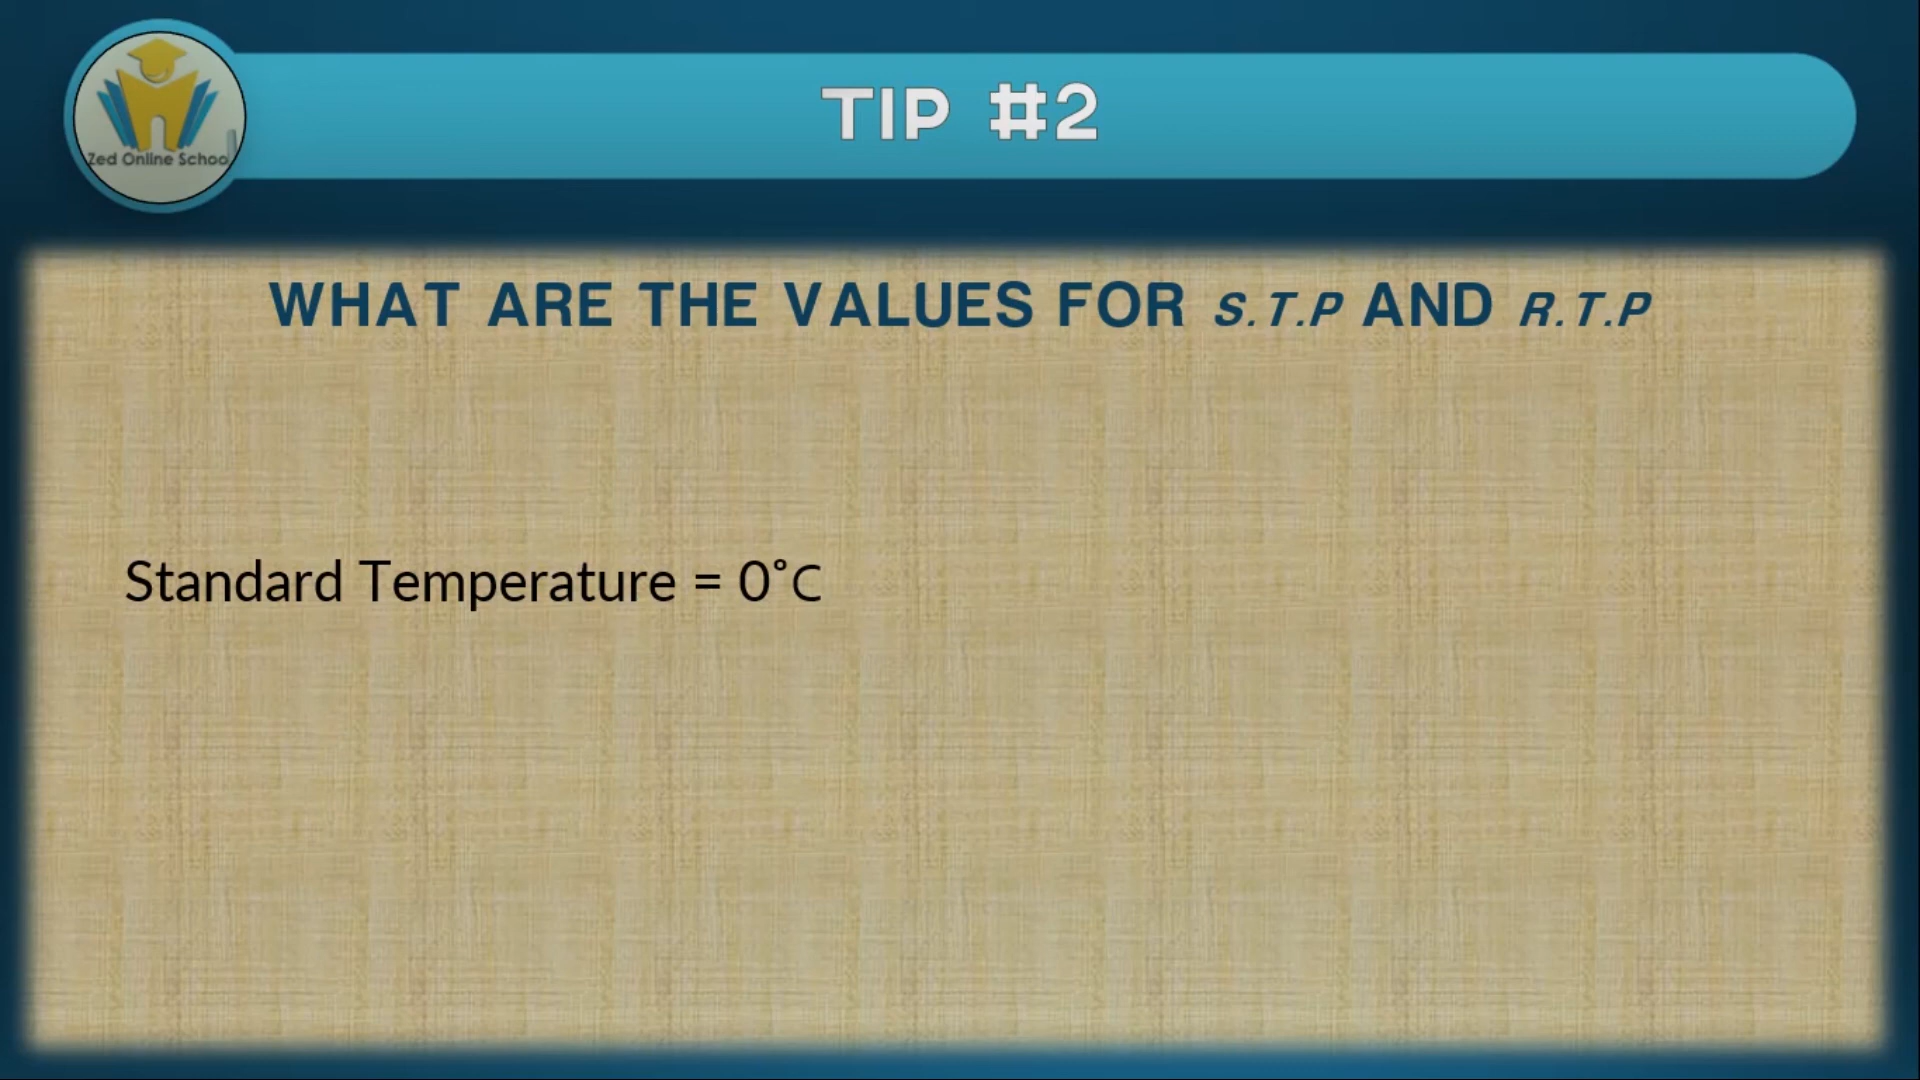 TIP #2
Zed Online School
WHAT ARE THE VALUES FOR S.T.P AND R.T.P
Standard Temperature = 0°C